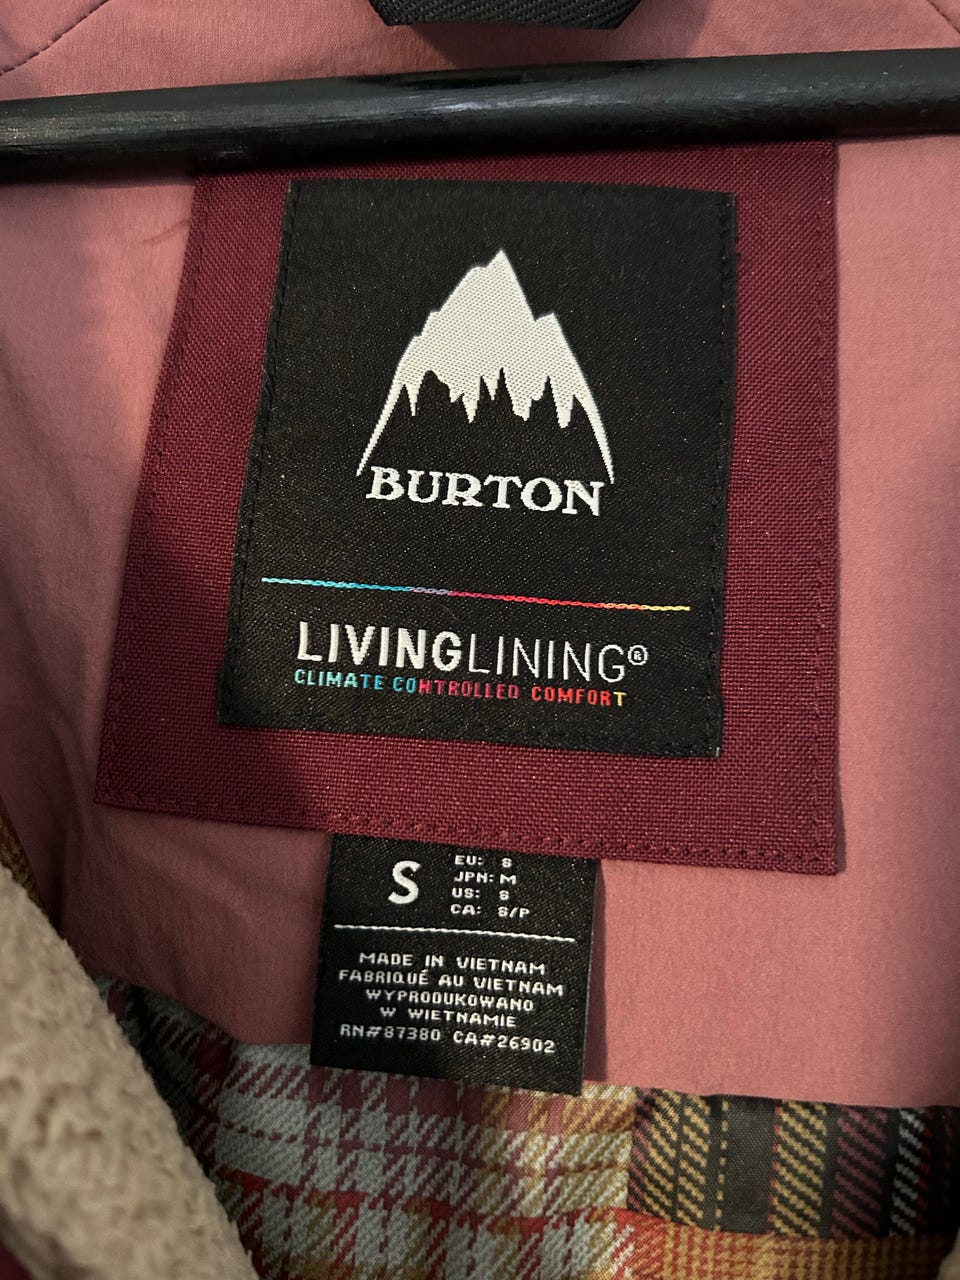 BURTON
LIVINGLINING®
CLIMATE CONTROLLED COMFORT
S
EU: S
JPN: M
US: S
CA: S/P
MADE IN VIETNAM
FABRIQUÉ AU VIETNAM
WYPRODUKOWANO
W WIETNAMIE
RN#87380 CA#26902